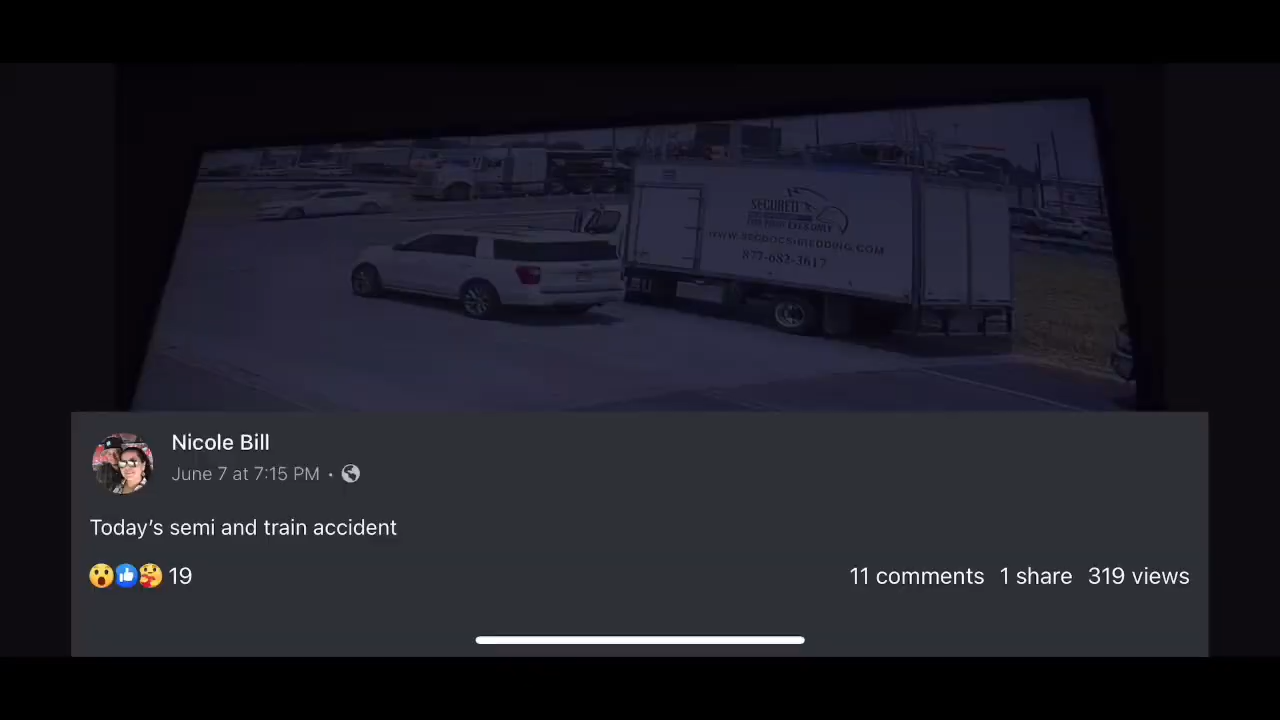 SECURED
WWW.SECDOCSHREDDING.COM
877-682-3617
Nicole Bill
June 7 at 7:15 PM ·
Today's semi and train accident
19
11 comments 1 share 319 views